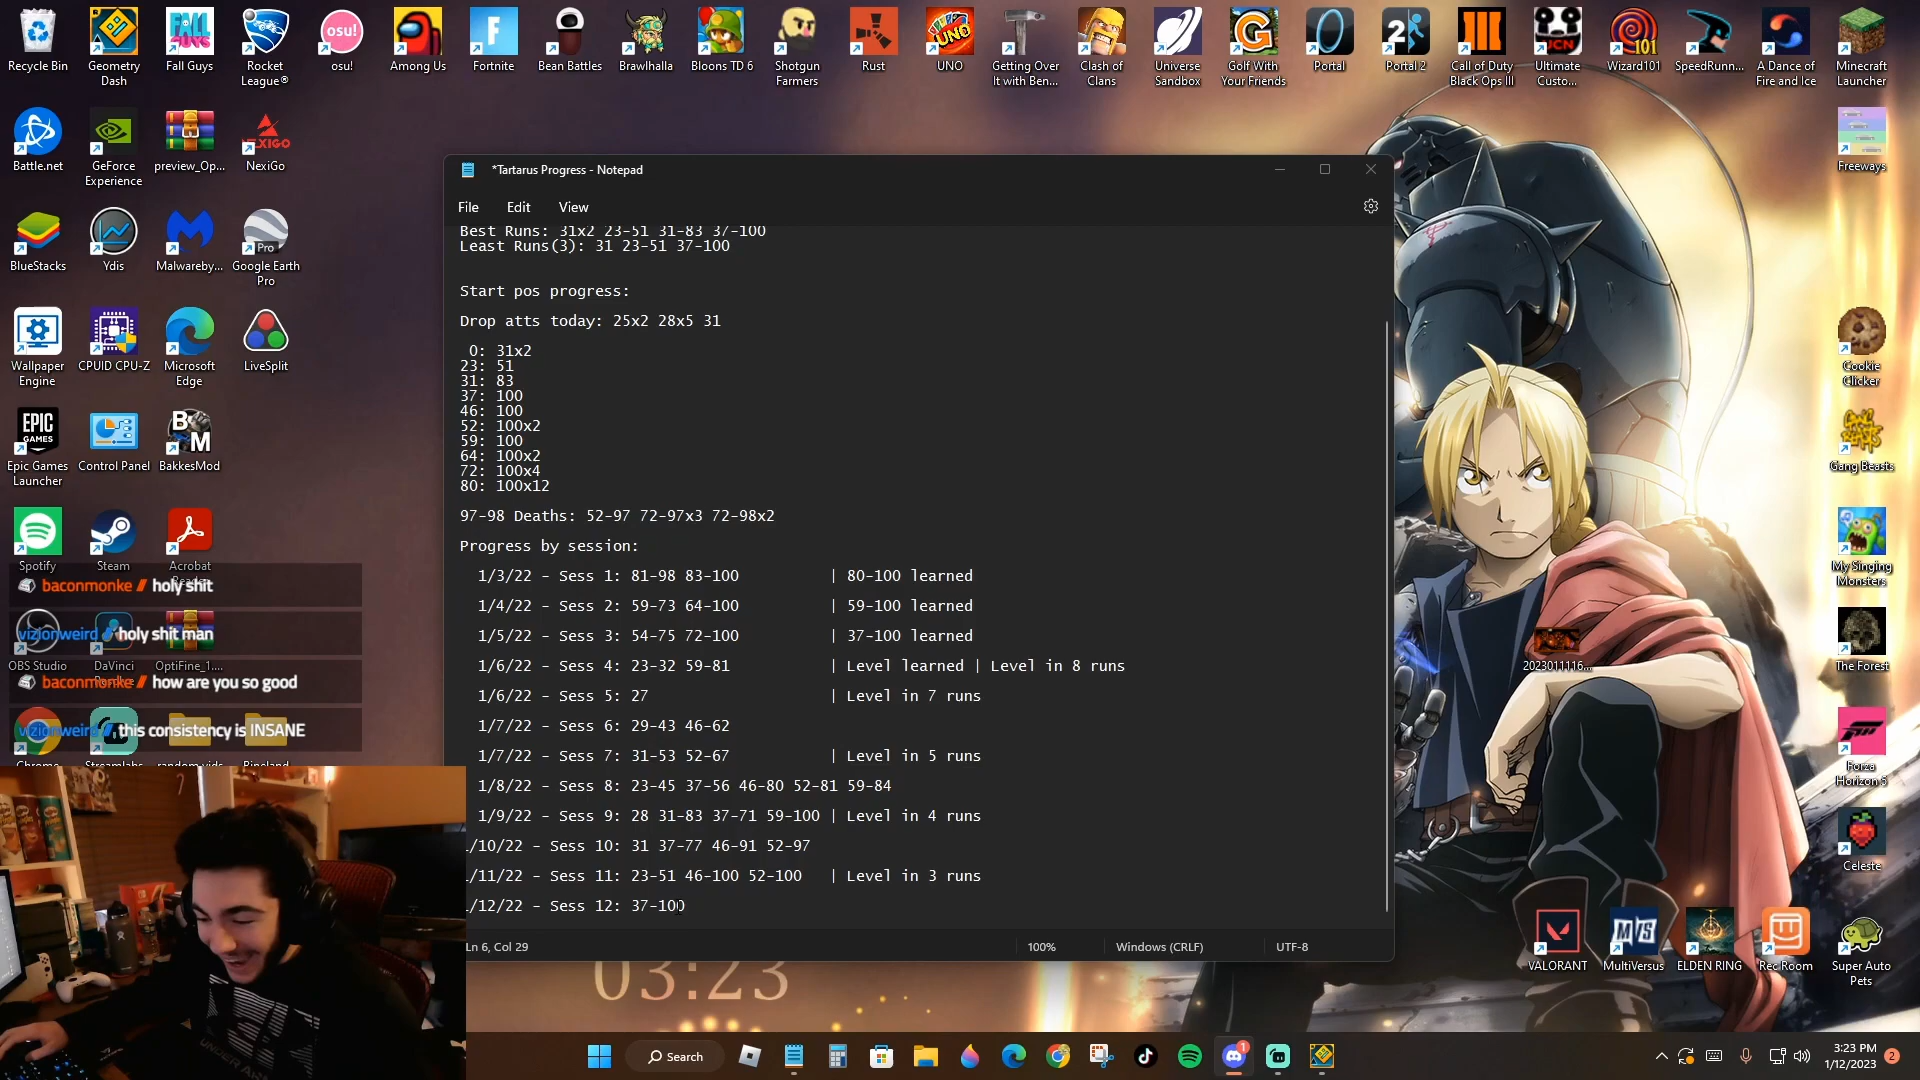 Recycle Bin
Geometry Dash
Fall Guys
Rocket League®
osu!
osu!
Among Us
Fortnite
Bean Battles
Brawlhalla
Bloons TD 6
Shotgun Farmers
Rust
UNO
Getting Over It with Ben...
Clash of Clans
Universe Sandbox
Golf With Your Friends
Portal
Portal 2
Call of Duty Black Ops III
Ultimate Custo...
Wizard101
SpeedRunn...
A Dance of Fire and Ice
Minecraft Launcher
Battle.net
GeForce Experience
preview_Op...
NexiGo
Freeways
BlueStacks
Ydis
Malwareby...
Google Earth Pro
Wallpaper Engine
CPUID CPU-Z
Microsoft Edge
LiveSplit
Cookie Clicker
Epic Games Launcher
Control Panel
BakkesMod
Gang Beasts
Spotify
Steam
Acrobat
My Singing Monsters
OBS Studio
DaVinci
OptiFine_1....
20230111116...
The Forest
Forza Horizon 5
Celeste
VALORANT
MultiVersus
ELDEN RING
Rec Room
Super Auto Pets
*Tartarus Progress - Notepad
File Edit View
Best Runs: 31x2 23-51 31-83 37-100
Least Runs(3): 31 23-51 37-100
Start pos progress:
Drop atts today: 25x2 28x5 31
0: 31x2
23: 51
31: 83
37: 100
46: 100
52: 100x2
59: 100
64: 100x2
72: 100x4
80: 100x12
97-98 Deaths: 52-97 72-97x3 72-98x2
Progress by session:
1/3/22 - Sess 1: 81-98 83-100 | 80-100 learned
1/4/22 - Sess 2: 59-73 64-100 | 59-100 learned
1/5/22 - Sess 3: 54-75 72-100 | 37-100 learned
1/6/22 - Sess 4: 23-32 59-81 | Level learned | Level in 8 runs
1/6/22 - Sess 5: 27 | Level in 7 runs
1/7/22 - Sess 6: 29-43 46-62
1/7/22 - Sess 7: 31-53 52-67 | Level in 5 runs
1/8/22 - Sess 8: 23-45 37-56 46-80 52-81 59-84
1/9/22 - Sess 9: 28 31-83 37-71 59-100 | Level in 4 runs
/10/22 - Sess 10: 31 37-77 46-91 52-97
/11/22 - Sess 11: 23-51 46-100 52-100 | Level in 3 runs
/12/22 - Sess 12: 37-100
Ln 6, Col 29
100%
Windows (CRLF)
UTF-8
baconmonke // holy shit
vizionweird // holy shit man
baconmonke // how are you so good
vizionweird // this consistency is INSANE
03:23
Search
3:23 PM
1/12/2023
2